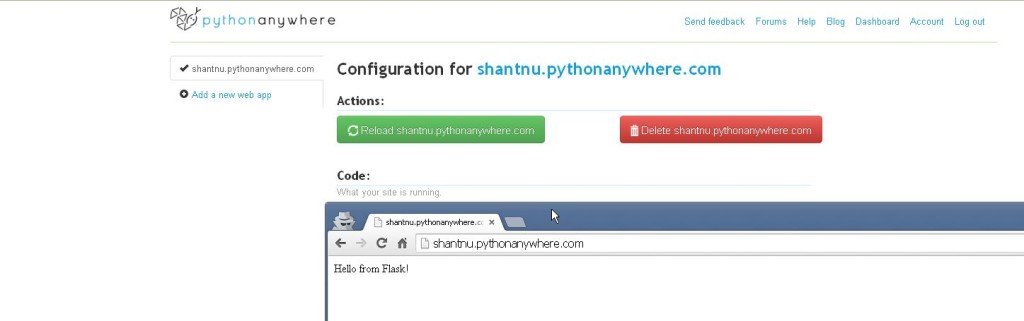 pythonanywhere
Send feedback Forums Help Blog Dashboard Account Log out
shantnu.pythonanywhere.com
Add a new web app
Configuration for shantnu.pythonanywhere.com
Actions:
Reload shantnu.pythonanywhere.com Delete shantnu.pythonanywhere.com
Code:
What your site is running.
shantnu.pythonanywhere.c
shantnu.pythonanywhere.com
Hello from Flask!